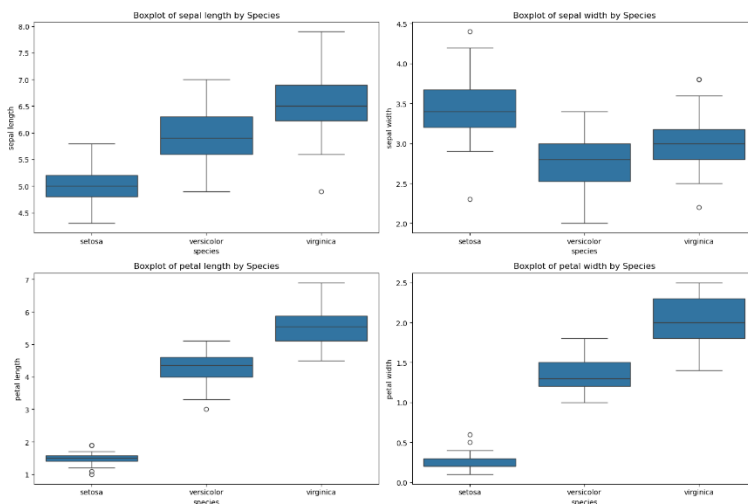 Boxplot of sepal length by Species
sepal length
8.0
7.5
7.0
6.5
6.0
5.5
5.0
4.5
setosa versicolor virginica
species
Boxplot of sepal width by Species
sepal width
4.5
4.0
3.5
3.0
2.5
2.0
setosa versicolor virginica
species
Boxplot of petal length by Species
petal length
7
6
5
4
3
2
1
setosa versicolor virginica
species
Boxplot of petal width by Species
petal width
2.5
2.0
1.5
1.0
0.5
0.0
setosa versicolor virginica
species